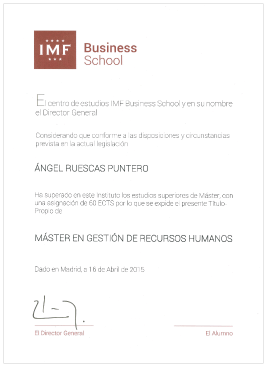 IMF Business
School
El centro de estudios IMF Business School y en su nombre
el Director General
Considerando que conforme a las disposiciones y circunstancias
prevista en la actual legislación
ÁNGEL RUESCAS PUNTERO
Ha superado en este Instituto los estudios superiores de Máster, con
una asignación de 60 ECTS por lo que se expide el presente Título
Propio de
MÁSTER EN GESTIÓN DE RECURSOS HUMANOS
Dado en Madrid, a 16 de Abril de 2015
El Director General
El Alumno